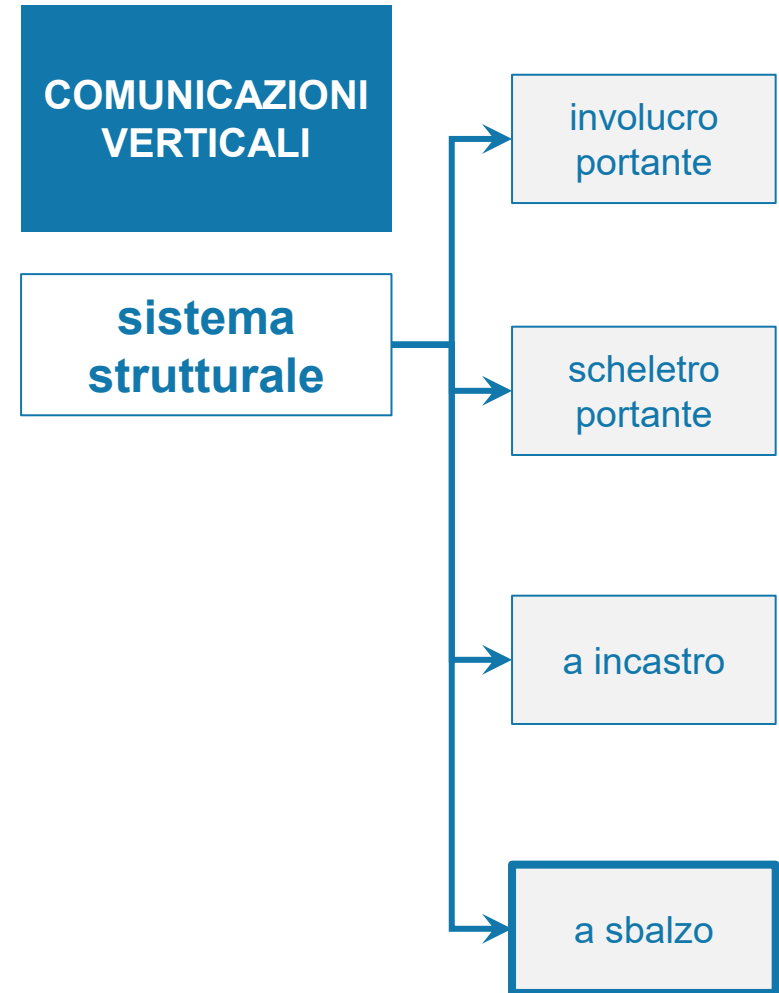 COMUNICAZIONI
VERTICALI
sistema
strutturale
involucro
portante
scheletro
portante
a incastro
a sbalzo